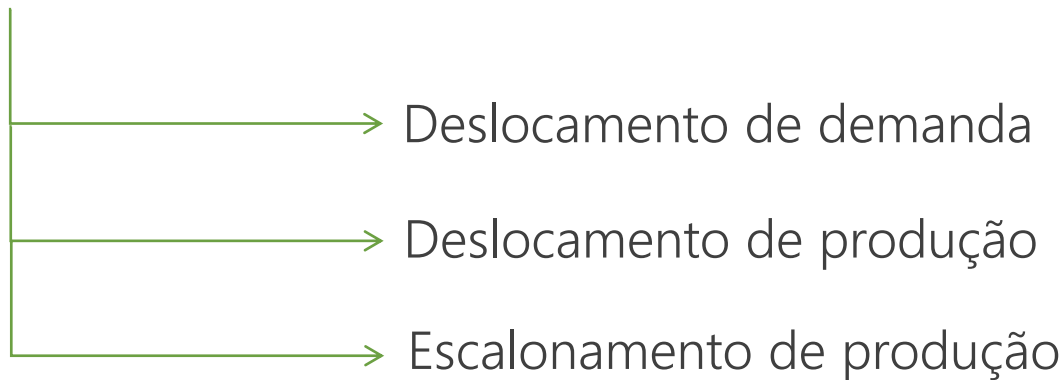 Deslocamento de demanda
Deslocamento de produção
Escalonamento de produção